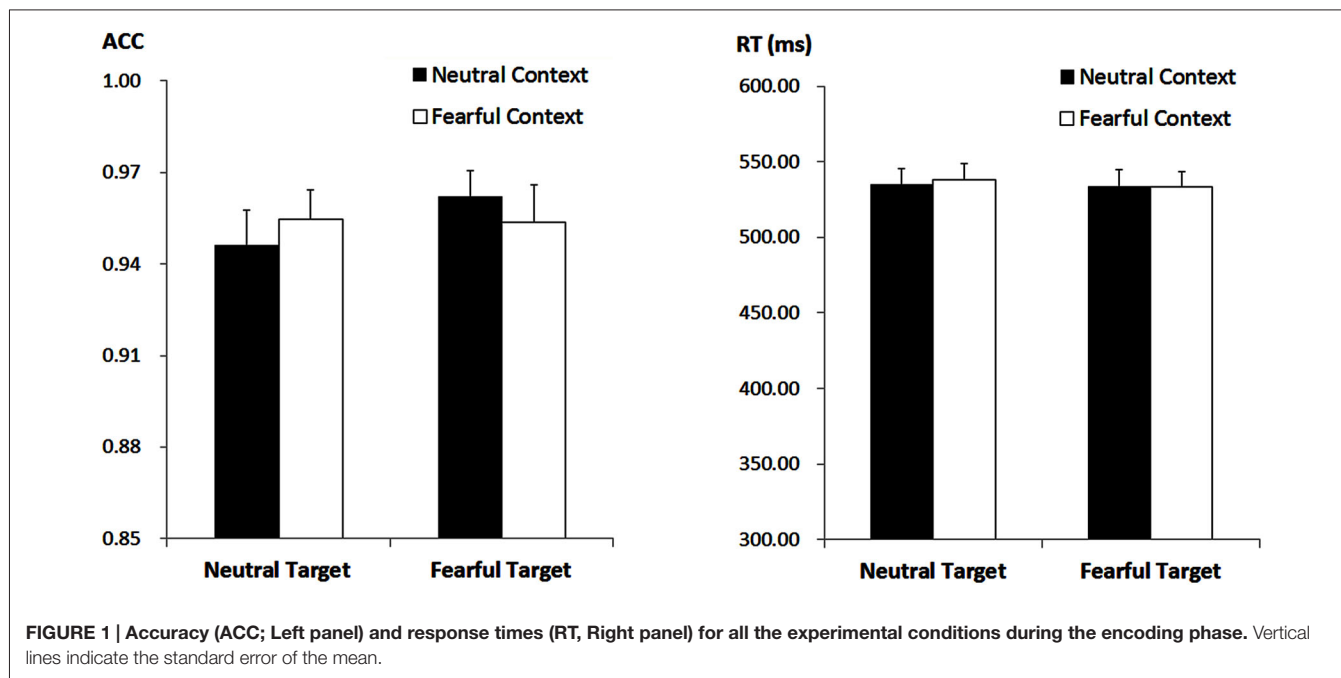 ACC
Neutral Context
Fearful Context
1.00
0.97
0.94
0.91
0.88
0.85
Neutral Target Fearful Target
RT (ms)
Neutral Context
Fearful Context
600.00
550.00
500.00
450.00
400.00
350.00
300.00
Neutral Target Fearful Target
FIGURE 1 | Accuracy (ACC; Left panel) and response times (RT, Right panel) for all the experimental conditions during the encoding phase. Vertical
lines indicate the standard error of the mean.